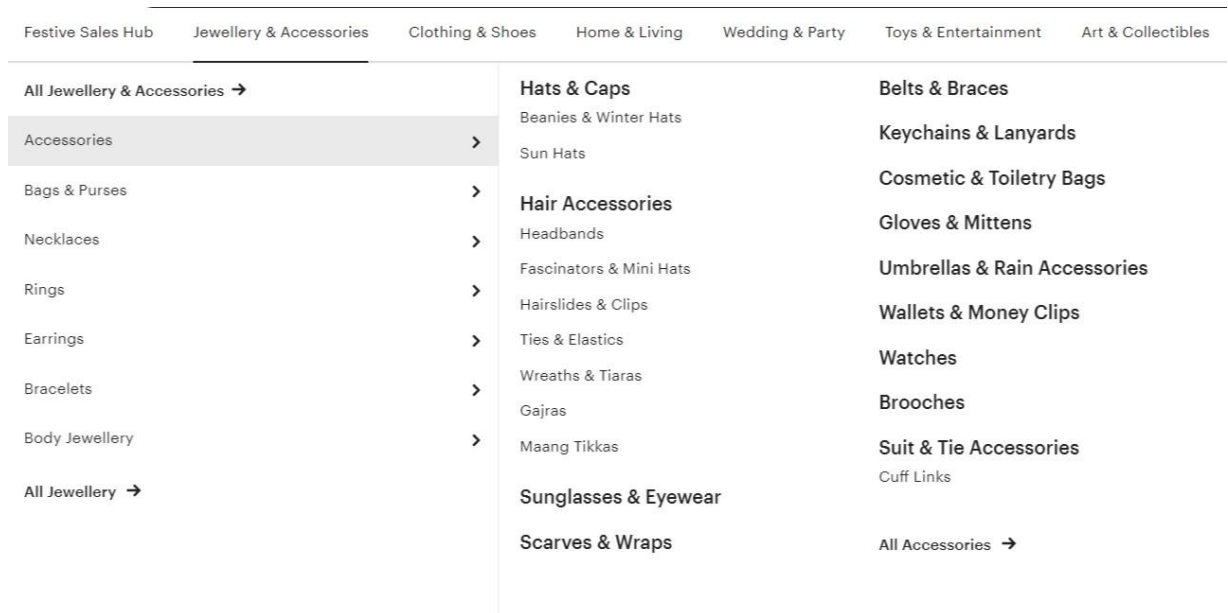 Festive Sales Hub
Jewellery & Accessories
Clothing & Shoes
Home & Living
Wedding & Party
Toys & Entertainment
Art & Collectibles
All Jewellery & Accessories →
Accessories
Bags & Purses
Necklaces
Rings
Earrings
Bracelets
Body Jewellery
All Jewellery →
Hats & Caps
Beanies & Winter Hats
Sun Hats
Hair Accessories
Headbands
Fascinators & Mini Hats
Hairslides & Clips
Ties & Elastics
Wreaths & Tiaras
Gajras
Maang Tikkas
Sunglasses & Eyewear
Scarves & Wraps
Belts & Braces
Keychains & Lanyards
Cosmetic & Toiletry Bags
Gloves & Mittens
Umbrellas & Rain Accessories
Wallets & Money Clips
Watches
Brooches
Suit & Tie Accessories
Cuff Links
All Accessories →